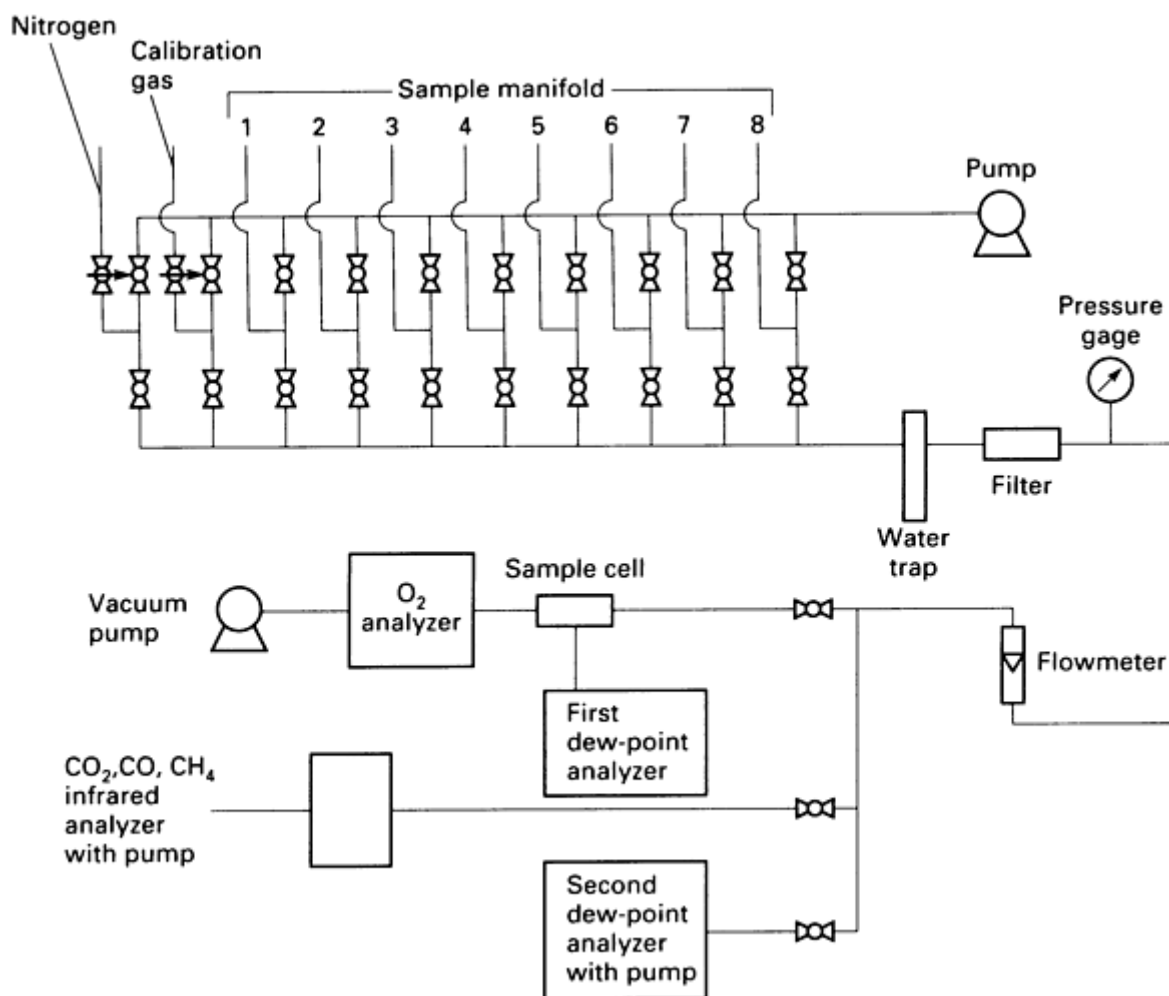 Nitrogen
Calibration
gas
Sample manifold
1 2 3 4 5 6 7 8
Pump
Pressure
gage
Filter
Water
trap
Sample cell
Vacuum
pump
O₂
analyzer
Flowmeter
First
dew-point
analyzer
CO₂,CO, CH₄
infrared
analyzer
with pump
Second
dew-point
analyzer
with pump